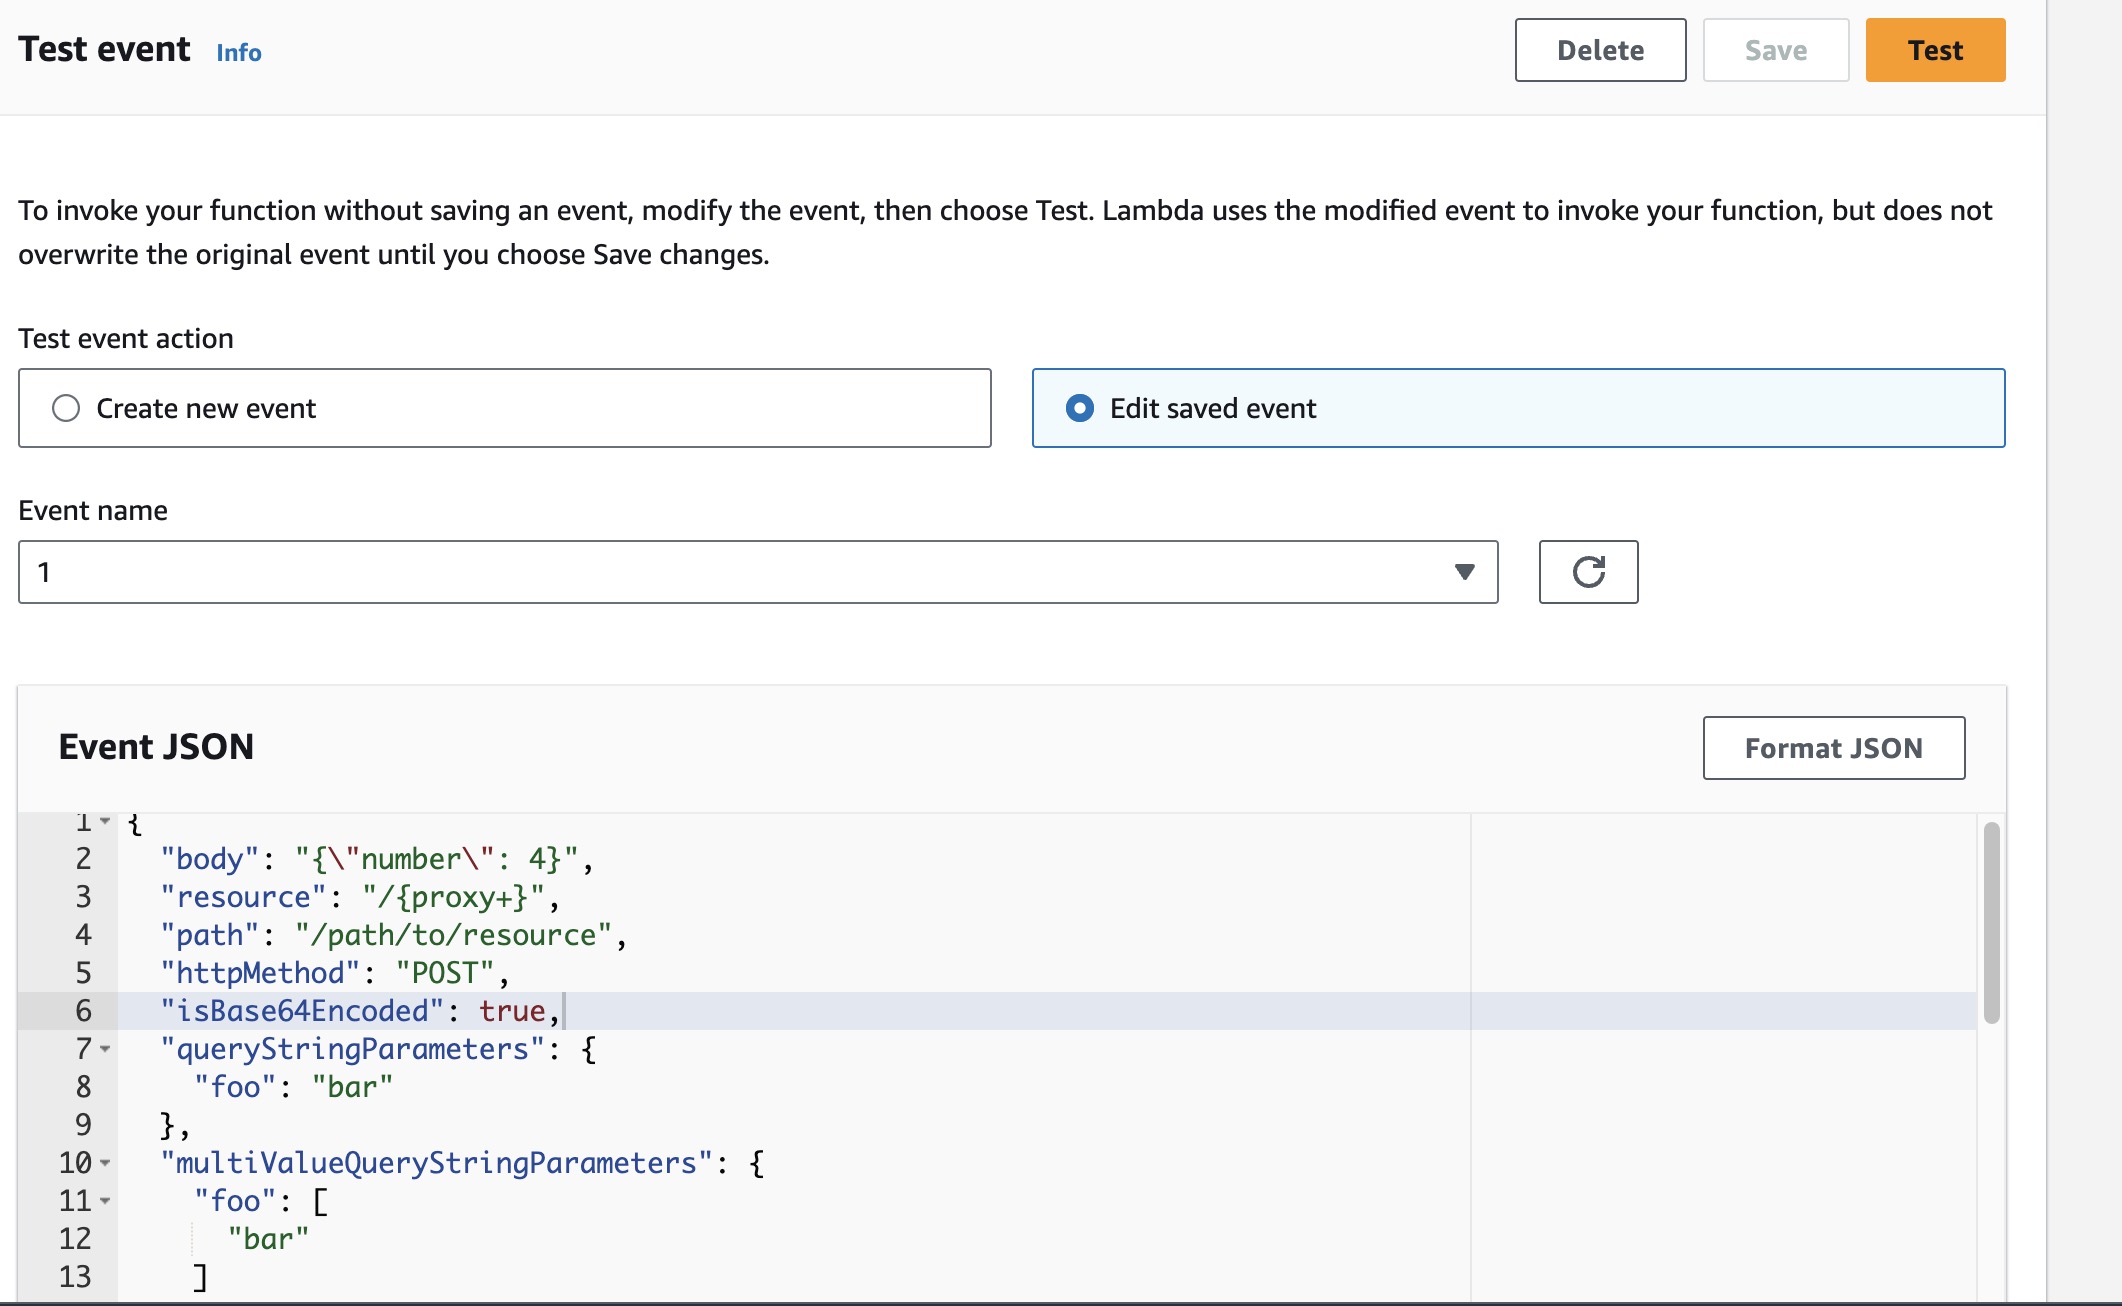 Test event Info Delete Save Test
To invoke your function without saving an event, modify the event, then choose Test. Lambda uses the modified event to invoke your function, but does not
overwrite the original event until you choose Save changes.
Test event action
Create new event Edit saved event
Event name
1
Event JSON Format JSON
1 {
2 "body": "{\"number\": 4}",
3 "resource": "/{proxy+}",
4 "path": "/path/to/resource",
5 "httpMethod": "POST",
6 "isBase64Encoded": true,
7 "queryStringParameters": {
8 "foo": "bar"
9 },
10 "multiValueQueryStringParameters": {
11 "foo": [
12 "bar"
13 ]